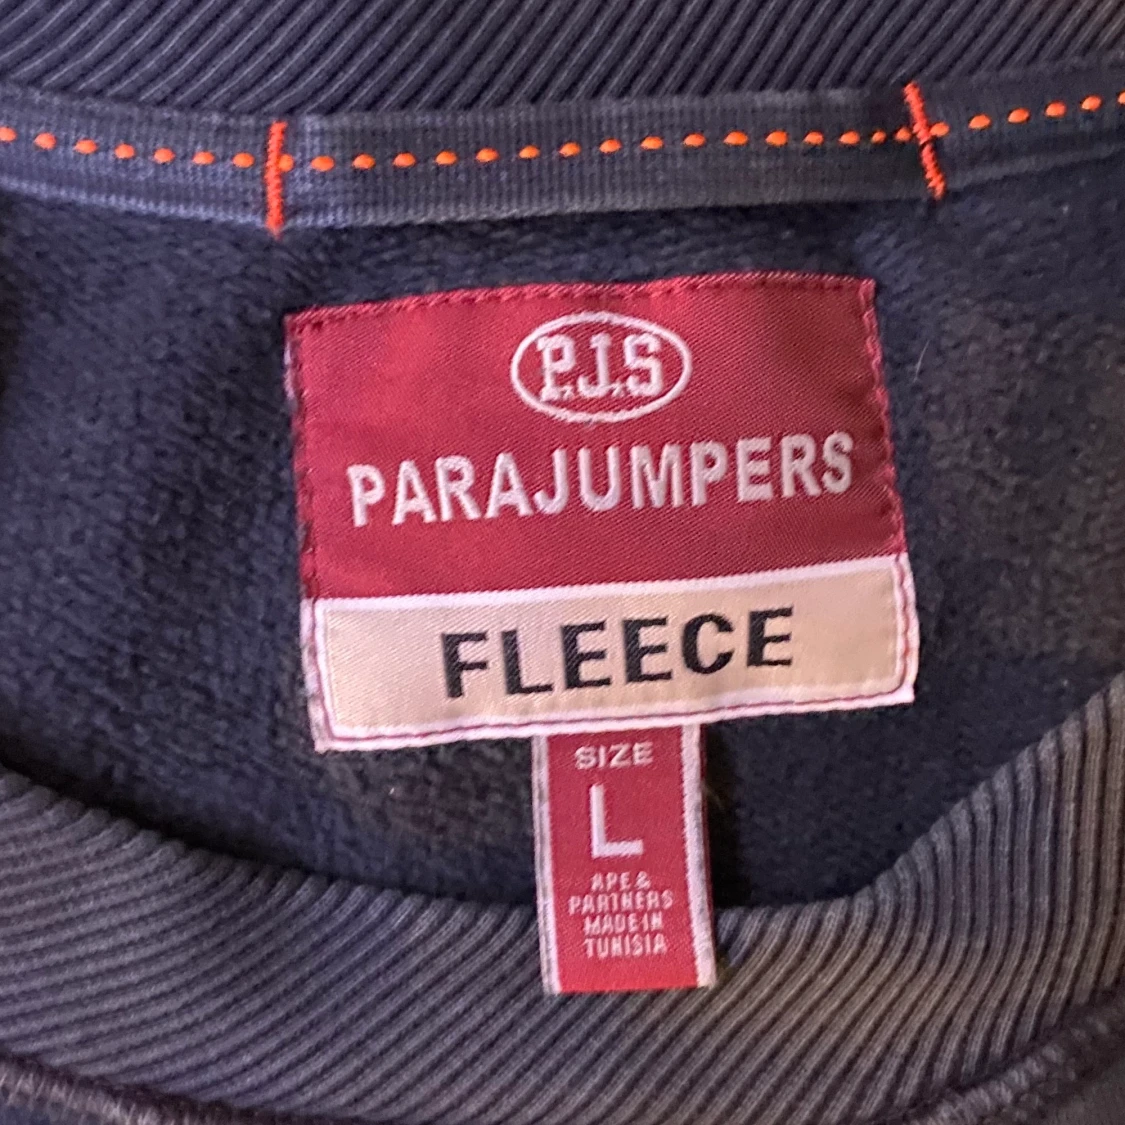 P.J.S
PARAJUMPERS
FLEECE
SIZE
L
APE &
PARTNERS
MADE IN
TUNISIA